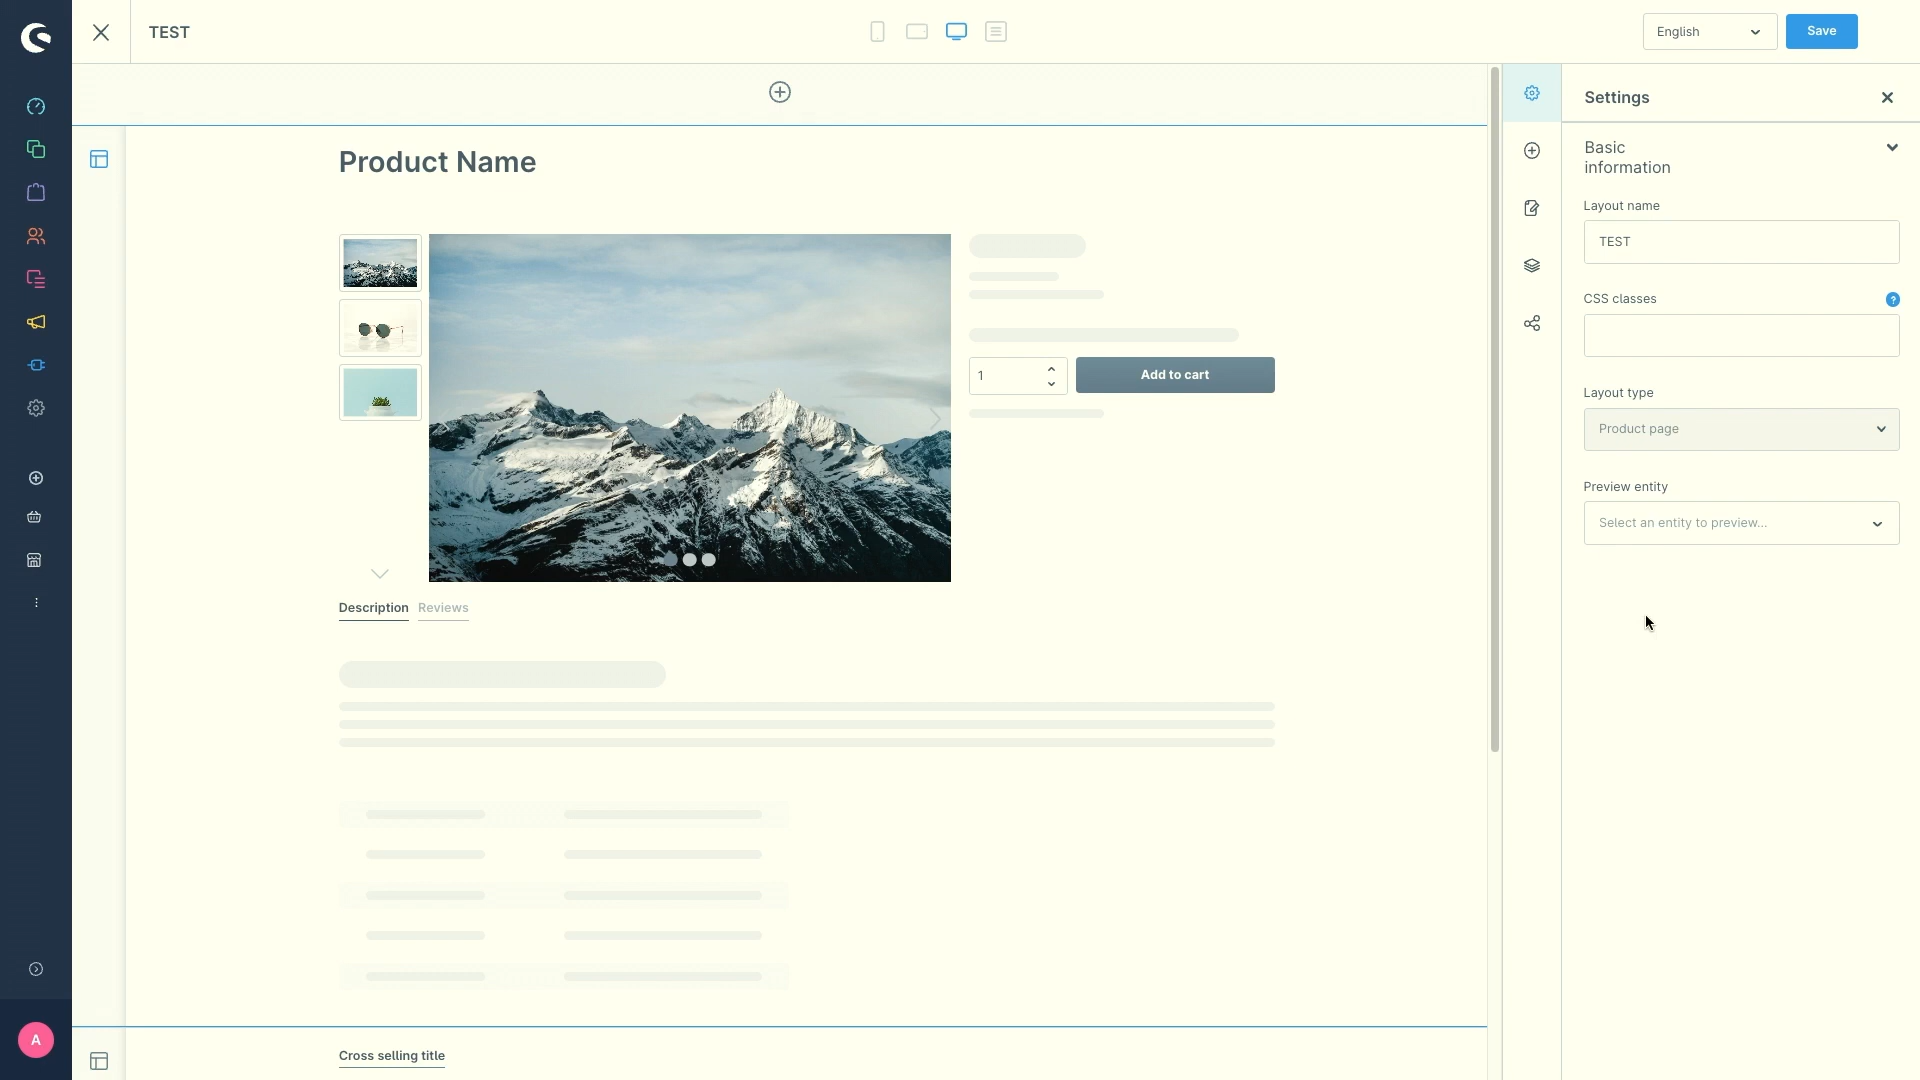 TEST
English
Save
Settings
Basic
information
Layout name
TEST
CSS classes
?
Layout type
Product page
Preview entity
Select an entity to preview...
Product Name
1
Add to cart
Description
Reviews
Cross selling title
A